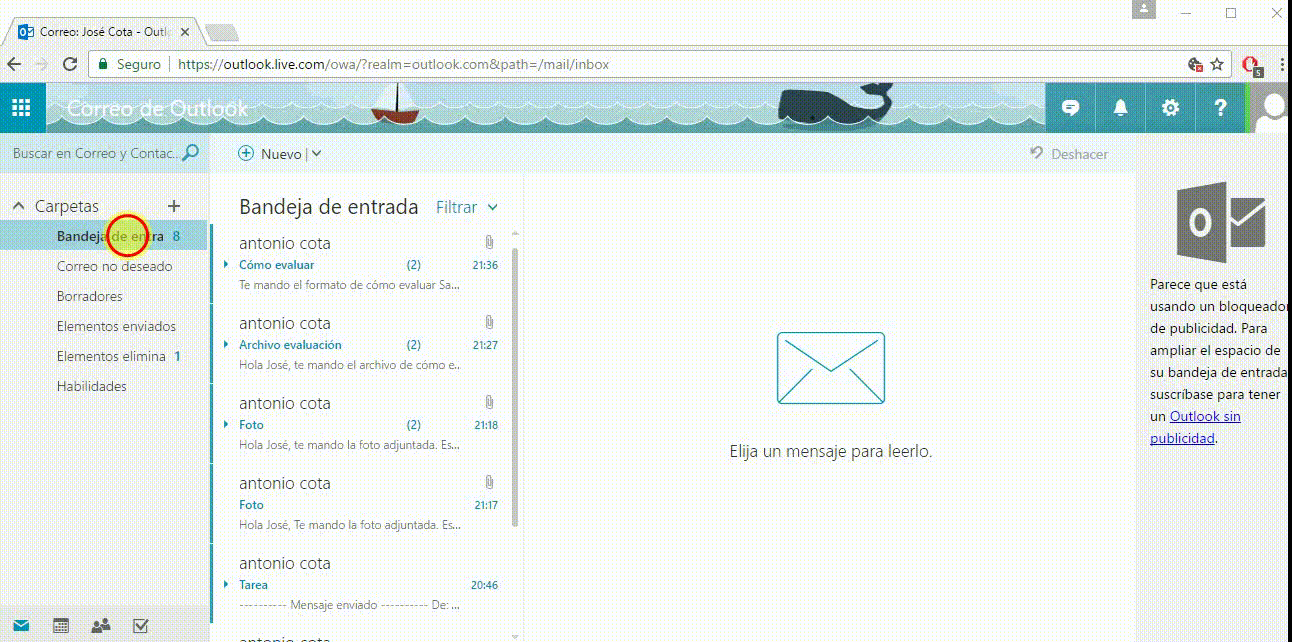 Correo: José Cota - Outl
Seguro https://outlook.live.com/owa/?realm=outlook.com&path=/mail/inbox
5
Correo de Outlook
?
Buscar en Correo y Contac...
Nuevo |
Deshacer
Carpetas
Bandeja de entra 8
Correo no deseado
Borradores
Elementos enviados
Elementos elimina 1
Habilidades
Bandeja de entrada Filtrar
antonio cota
Cómo evaluar (2) 21:36
Te mando el formato de cómo evaluar Sa...
antonio cota
Archivo evaluación (2) 21:27
Hola José, te mando el archivo de cómo e...
antonio cota
Foto (2) 21:18
Hola José, te mando la foto adjuntada. Es...
antonio cota
Foto 21:17
Hola José, Te mando la foto adjuntada. Es...
antonio cota
Tarea 20:46
---------- Mensaje enviado ---------- De: ...
antonio cota
Elija un mensaje para leerlo.
Parece que está
usando un bloqueador
de publicidad. Para
ampliar el espacio de
su bandeja de entrada
suscríbase para tener
un Outlook sin
publicidad.